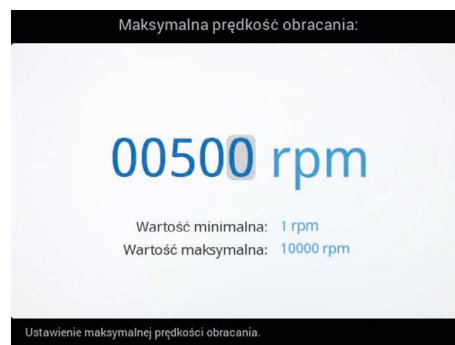 Maksymalna prędkość obracania:
00500 rpm
Wartość minimalna: 1 rpm
Wartość maksymalna: 10000 rpm
Ustawienie maksymalnej prędkości obracania.